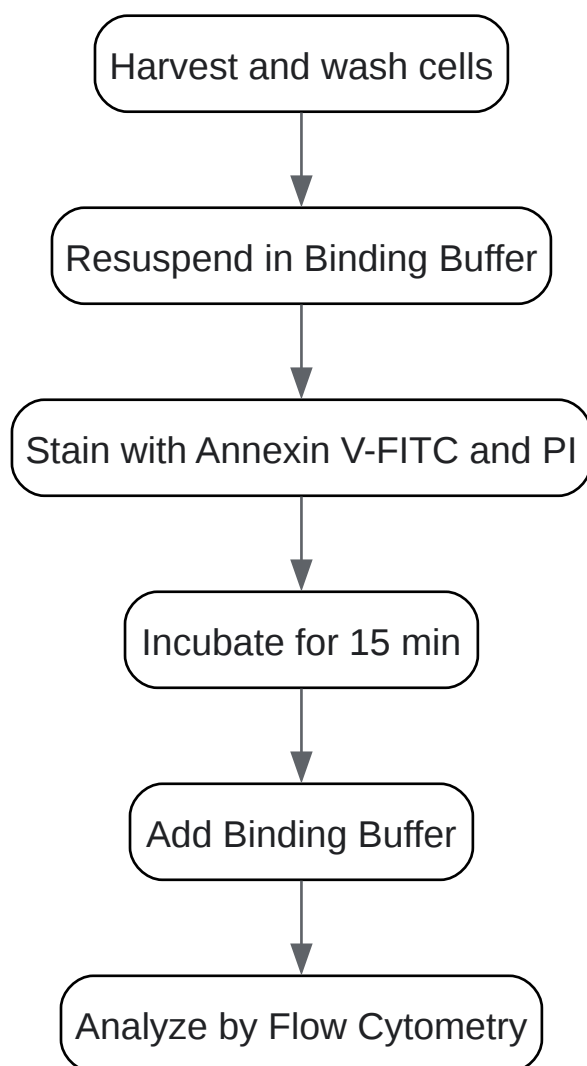 Harvest and wash cells
Resuspend in Binding Buffer
Stain with Annexin V-FITC and PI
Incubate for 15 min
Add Binding Buffer
Analyze by Flow Cytometry